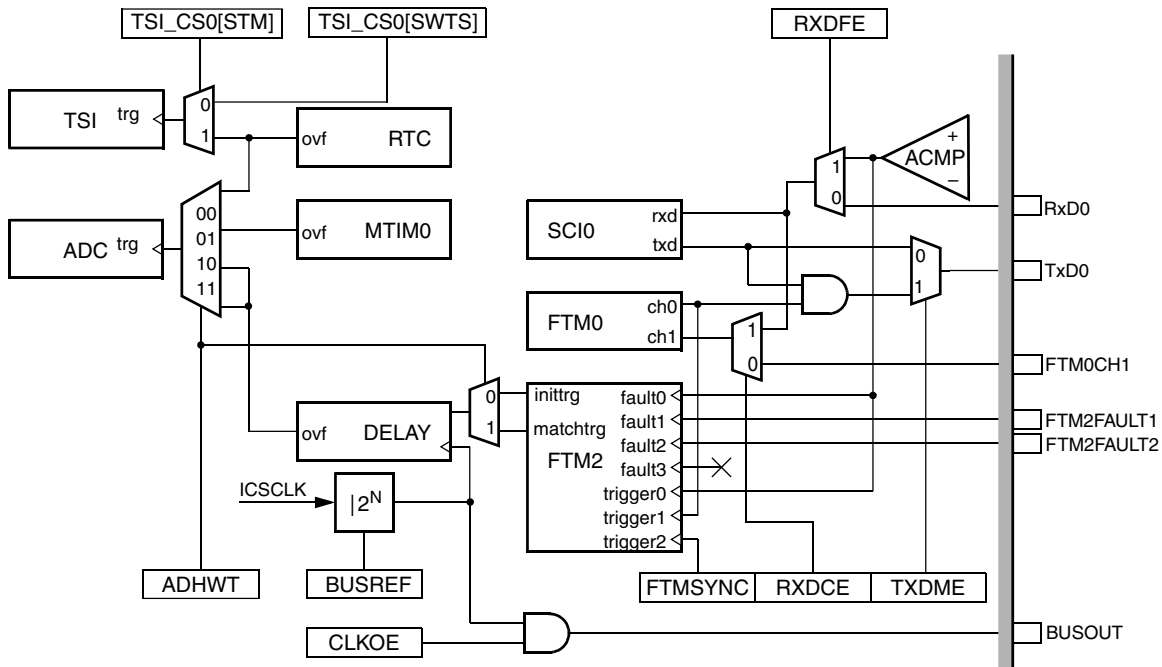 TSI_CS0[STM]
TSI_CS0[SWTS]
RXDFE
TSI
trg
0
1
ovf
RTC
ADC
trg
00
01
10
11
ovf
MTIM0
ACMP
+
–
1
0
RxD0
SCI0
rxd
txd
0
1
TxD0
FTM0
ch0
ch1
1
0
FTM0CH1
ovf
DELAY
0
1
inittrg
matchtrg
FTM2
fault0
fault1
fault2
fault3
trigger0
trigger1
trigger2
FTM2FAULT1
FTM2FAULT2
ICSCLK
|2N
ADHWT
BUSREF
FTMSYNC
RXDCE
TXDME
CLKOE
BUSOUT